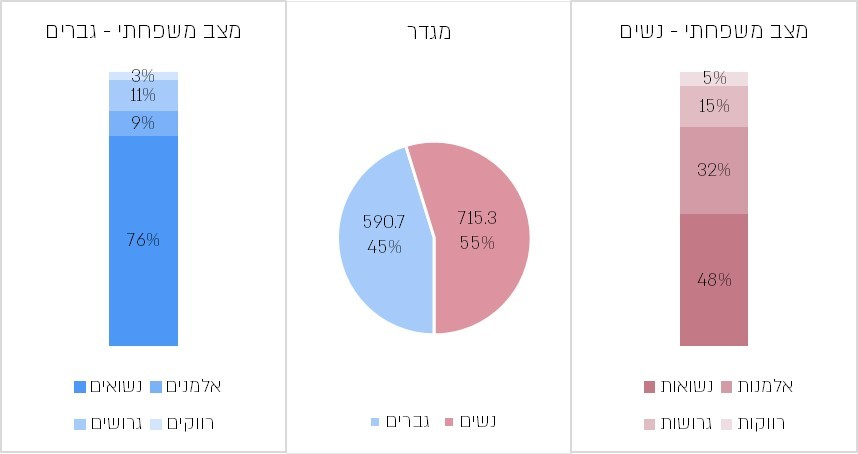 מצב משפחתי - נשים
5%
15%
32%
48%
אלמנות נשואות
רווקות גרושות
מגדר
715.3 590.7
55% 45%
נשים גברים
מצב משפחתי - גברים
3%
11%
9%
76%
אלמנים נשואים
רווקים גרושים